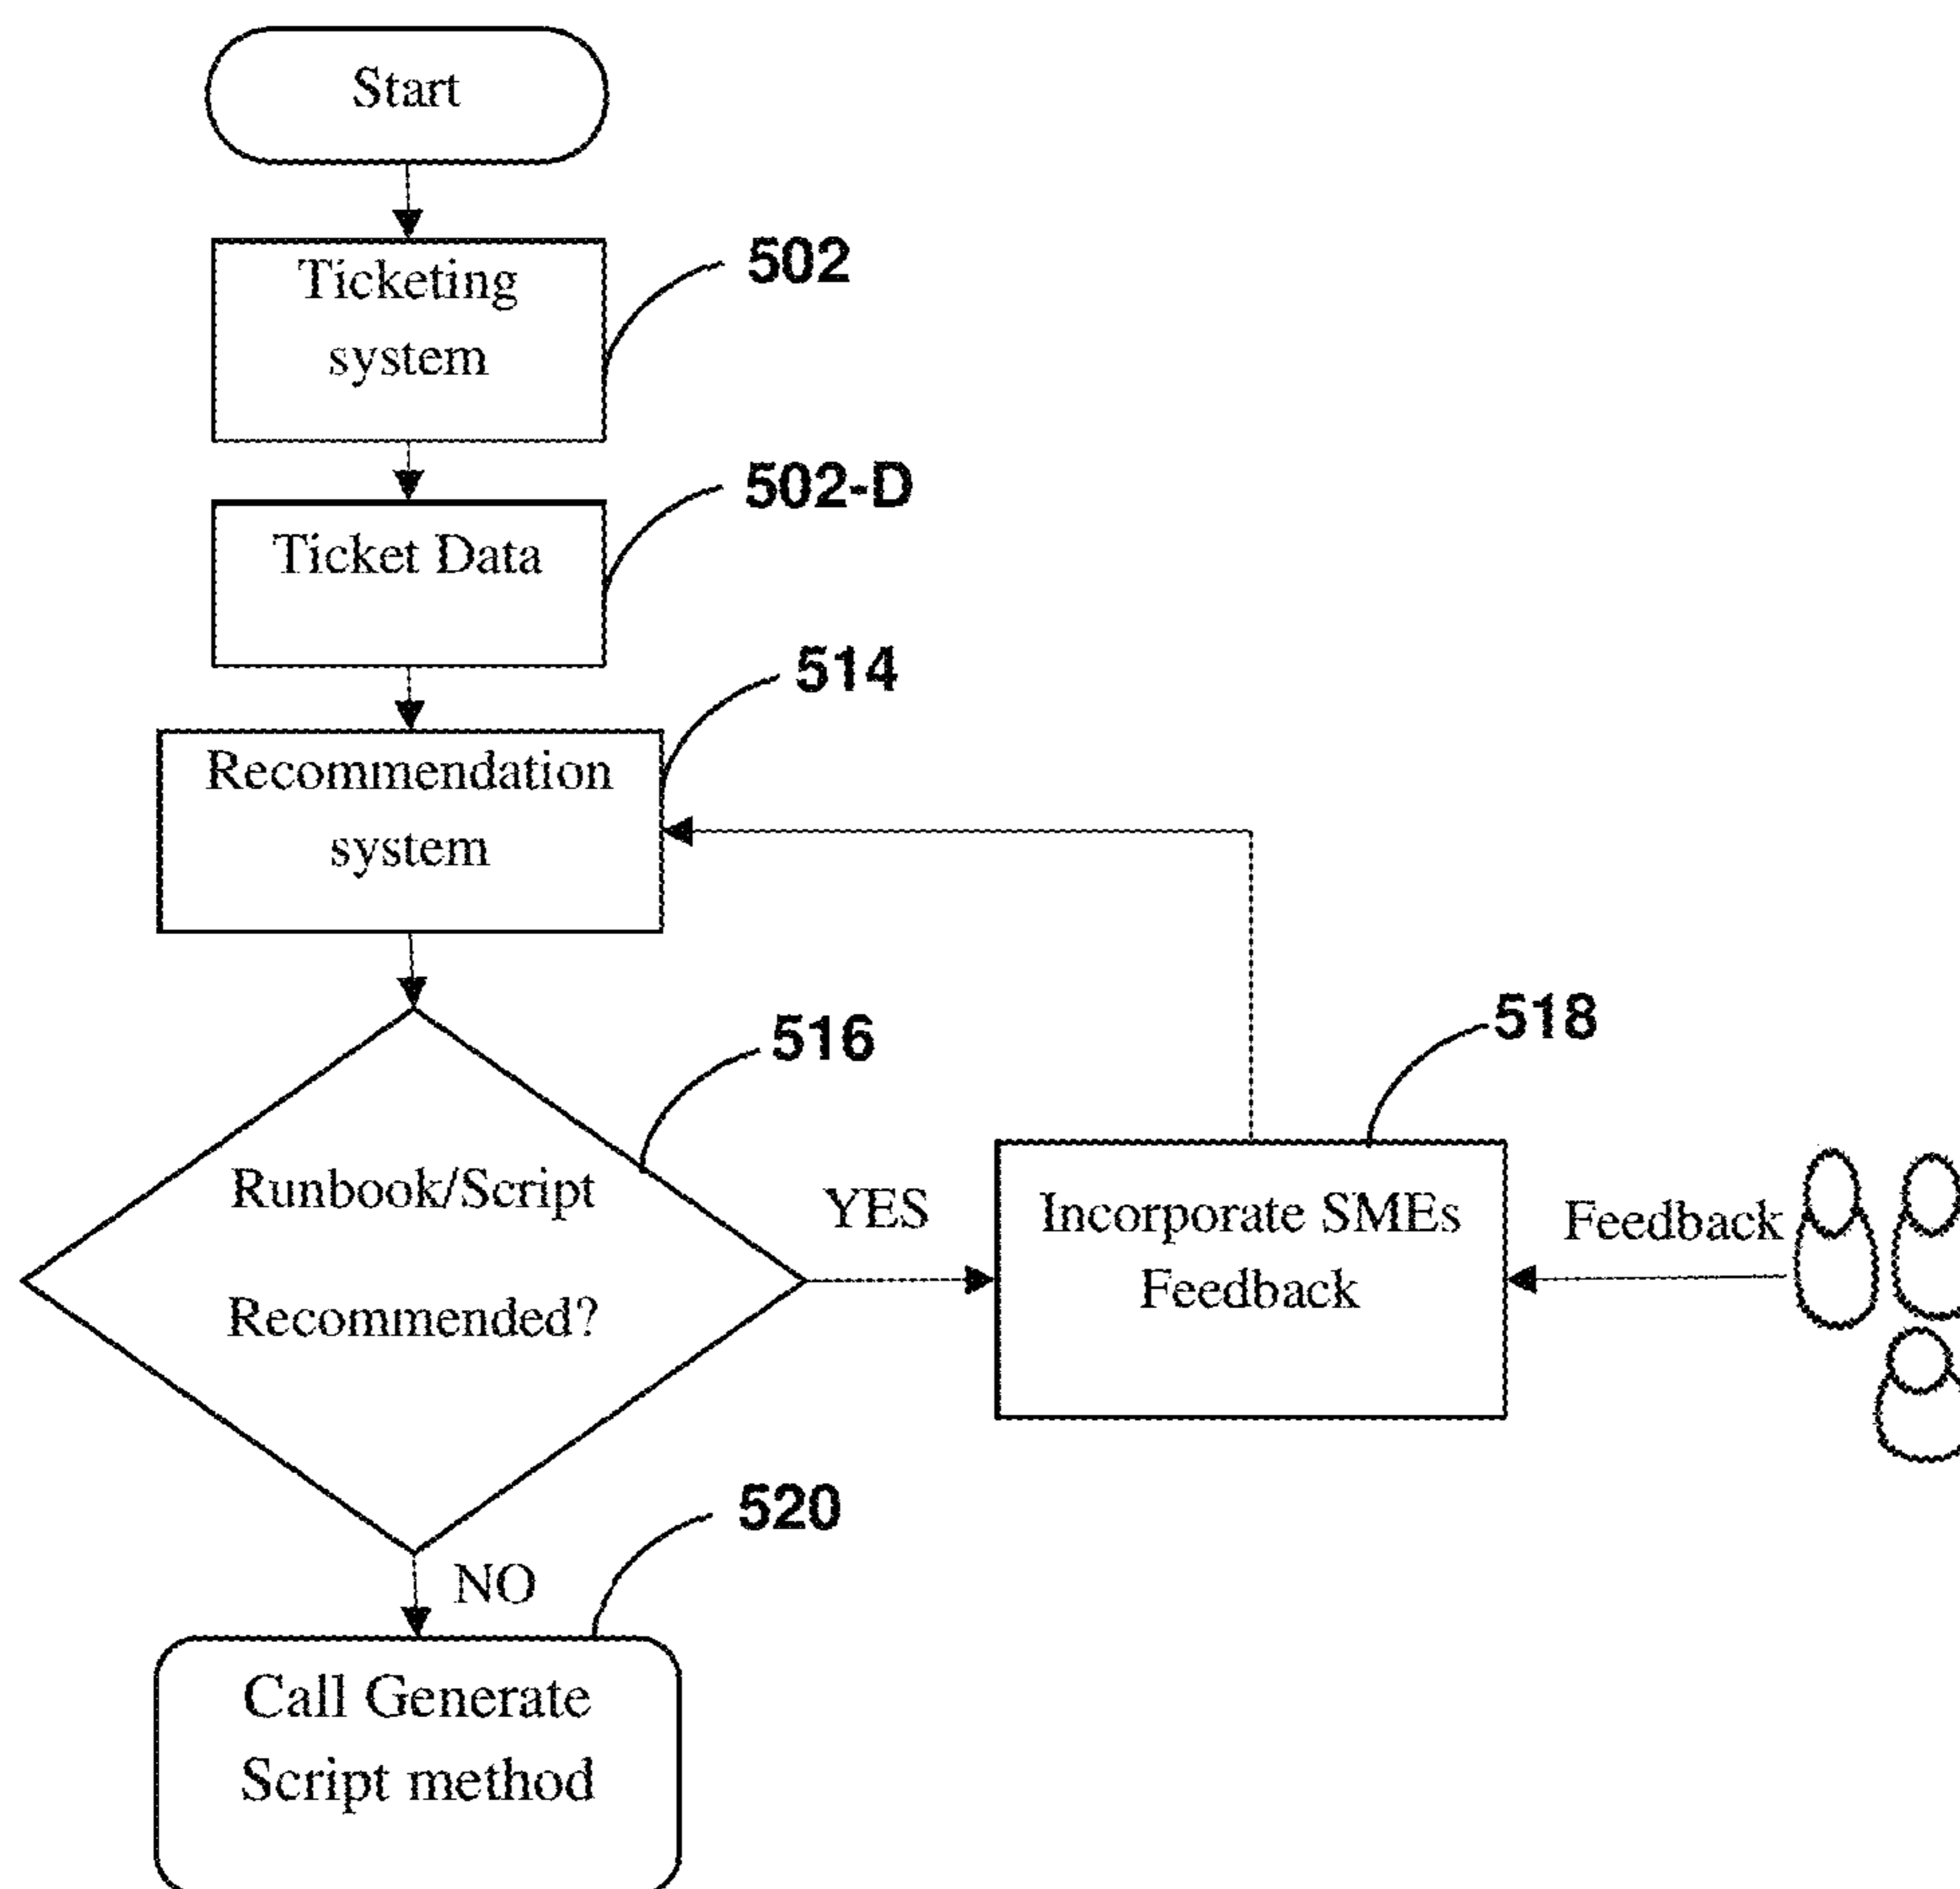 Start
Ticketing
system
502
Ticket Data
502-D
Recommendation
system
514
Runbook/Script
Recommended?
516
YES
Incorporate SMEs
Feedback
518
Feedback
NO
Call Generate
Script method
520